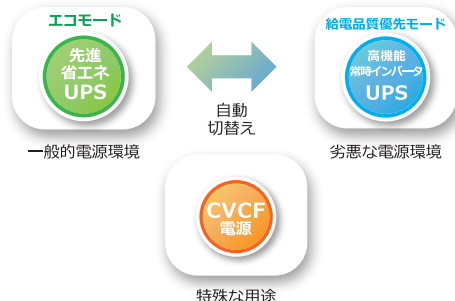 エコモード
先進
省エネ
UPS
一般的電源環境
自動
切替え
給電品質優先モード
高機能
常時インバータ
UPS
劣悪な電源環境
CVCF
電源
特殊な用途